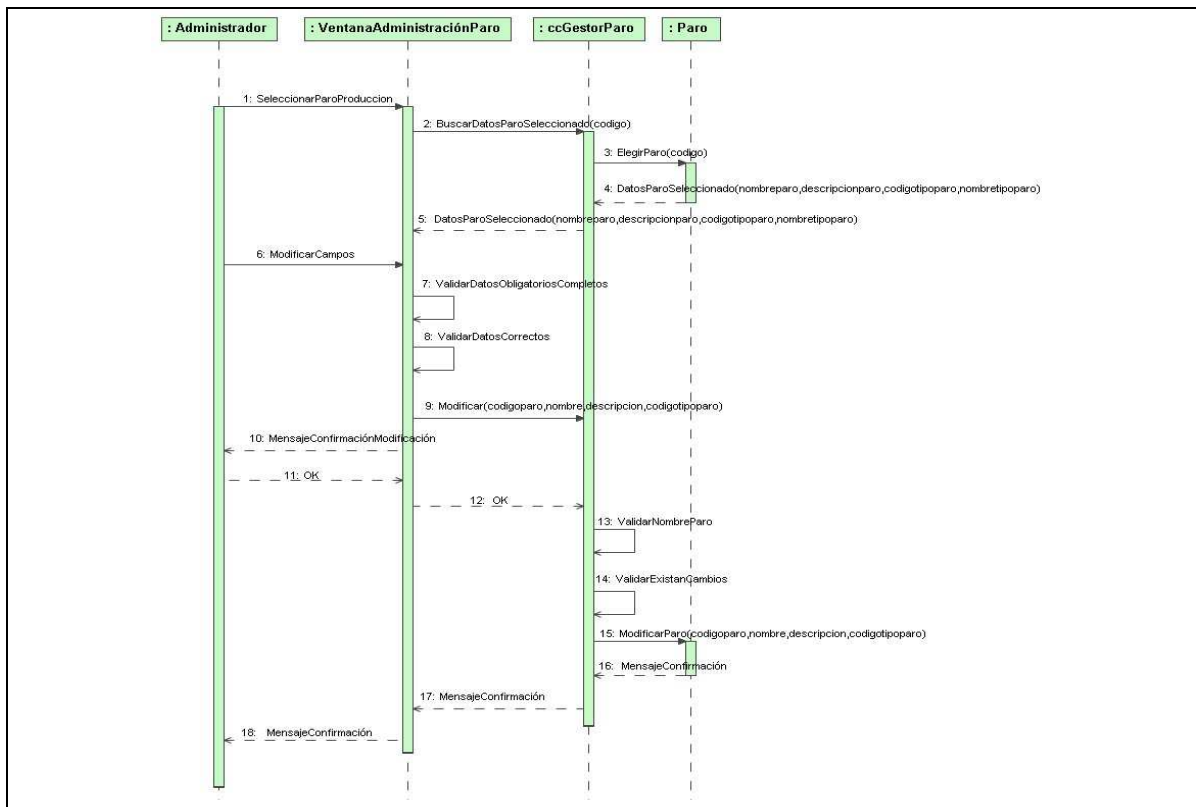 : Administrador
: VentanaAdministraciónParo
: ccGestorParo
: Paro
1: SeleccionarParoProduccion
2: BuscarDatosParoSeleccionado(codigo)
3: ElegirParo(codigo)
4: DatosParoSeleccionado(nombreparo,descripcionparo,codigotipoparo,nombretipoparo)
5: DatosParoSeleccionado(nombreparo,descripcionparo,codigotipoparo,nombretipoparo)
6: ModificarCampos
7: ValidarDatosObligatoriosCompletos
8: ValidarDatosCorrectos
9: Modificar(codigoparo,nombre,descripcion,codigotipoparo)
10: MensajeConfirmaciónModificación
11: OK
12: OK
13: ValidarNombreParo
14: ValidarExistanCambios
15: ModificarParo(codigoparo,nombre,descripcion,codigotipoparo)
16: MensajeConfirmación
17: MensajeConfirmación
18: MensajeConfirmación